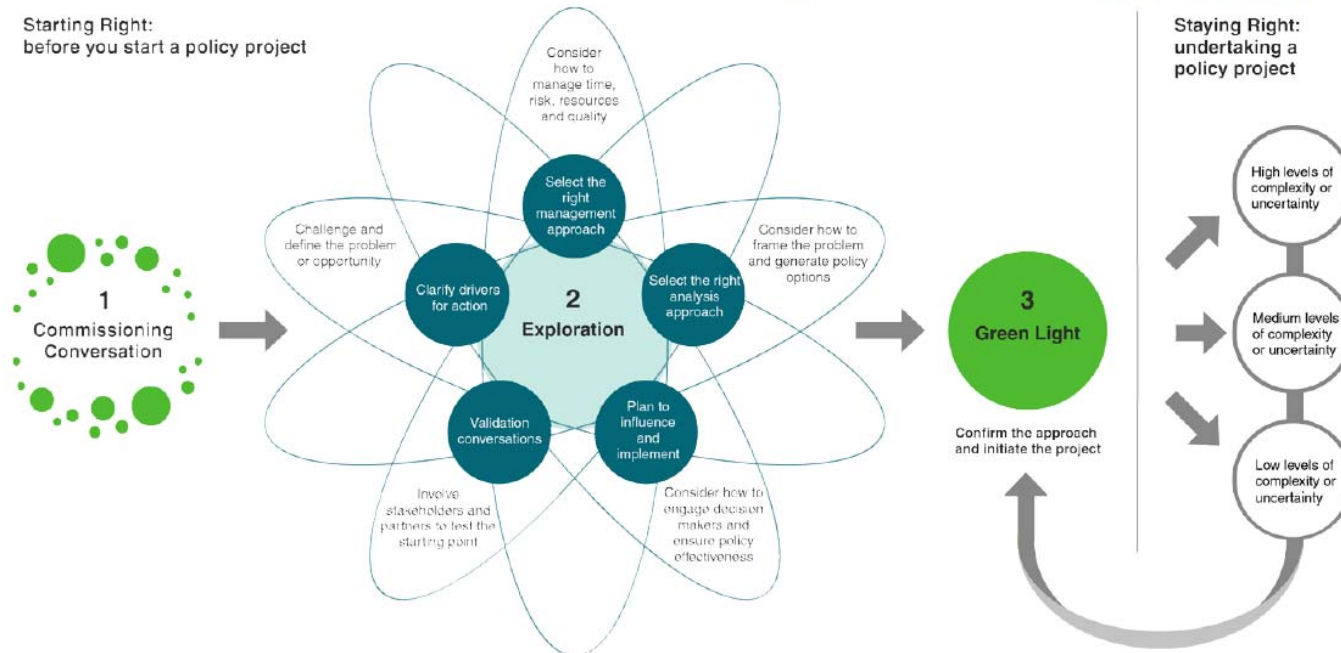 Starting Right:
before you start a policy project
Staying Right:
undertaking a
policy project
1
Commissioning
Conversation
2
Exploration
Consider
how to
manage time,
risk, resources
and quality
Select the
right
management
approach
Challenge and
define the problem
or opportunity
Clarify drivers
for action
Consider how to
frame the problem
and generate policy
options
Select the right
analysis
approach
Validation
conversations
Involve
stakeholders and
partners to test the
starting point
Plan to
influence
and
implement
Consider how to
engage decision
makers and
ensure policy
effectiveness
3
Green Light
Confirm the approach
and initiate the project
High levels of
complexity or
uncertainty
Medium levels
of complexity
or uncertainty
Low levels of
complexity or
uncertainty